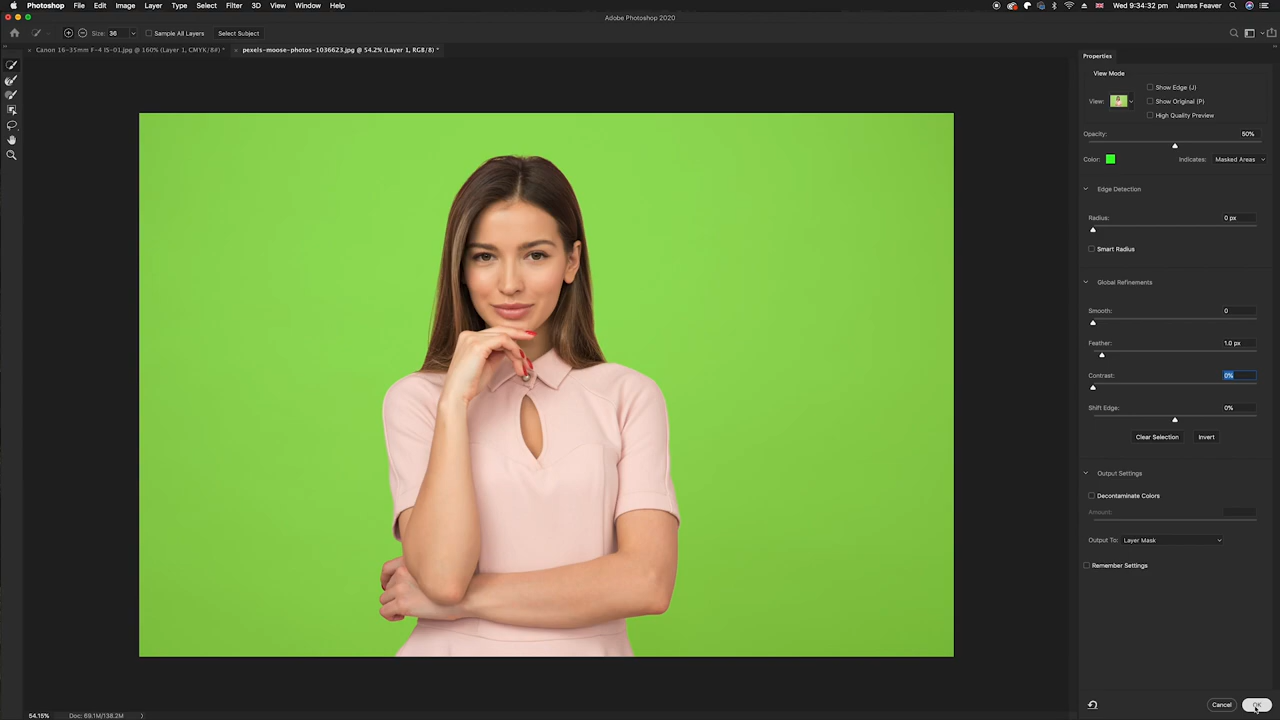 Photoshop File Edit Image Layer Type Select Filter 3D View Window Help Wed 9:34:32 pm James Feaver
Adobe Photoshop 2020
Size: 36 Sample All Layers Select Subject
Canon 16-35mm F-4 IS-01.jpg @ 160% (Layer 1, CMYK/8#) * pexels-moose-photos-1036623.jpg @ 54.2% (Layer 1, RGB/8) *
Properties
View Mode
Show Edge (J)
View: Show Original (P)
High Quality Preview
Opacity: 50%
Color: Indicates: Masked Areas
Edge Detection
Radius: 0 px
Smart Radius
Global Refinements
Smooth: 0
Feather: 1.0 px
Contrast: 0%
Shift Edge: 0%
Clear Selection Invert
Output Settings
Decontaminate Colors
Amount:
Output To: Layer Mask
Remember Settings
Cancel OK
54.15% Doc: 69.1M/138.2M